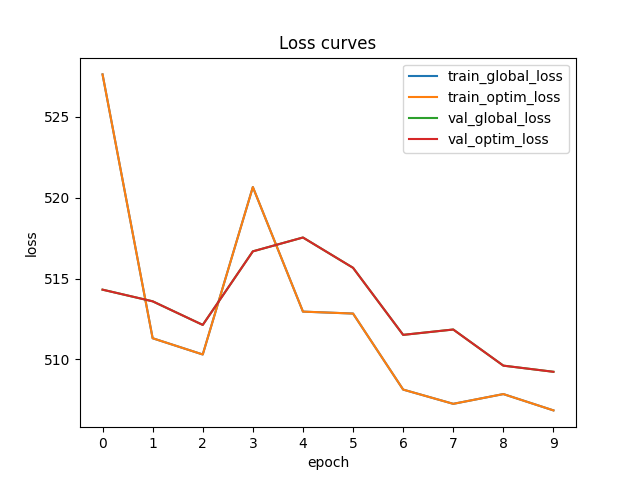 Loss curves
train_global_loss
train_optim_loss
val_global_loss
val_optim_loss
525
520
515
510
loss
0 1 2 3 4 5 6 7 8 9
epoch